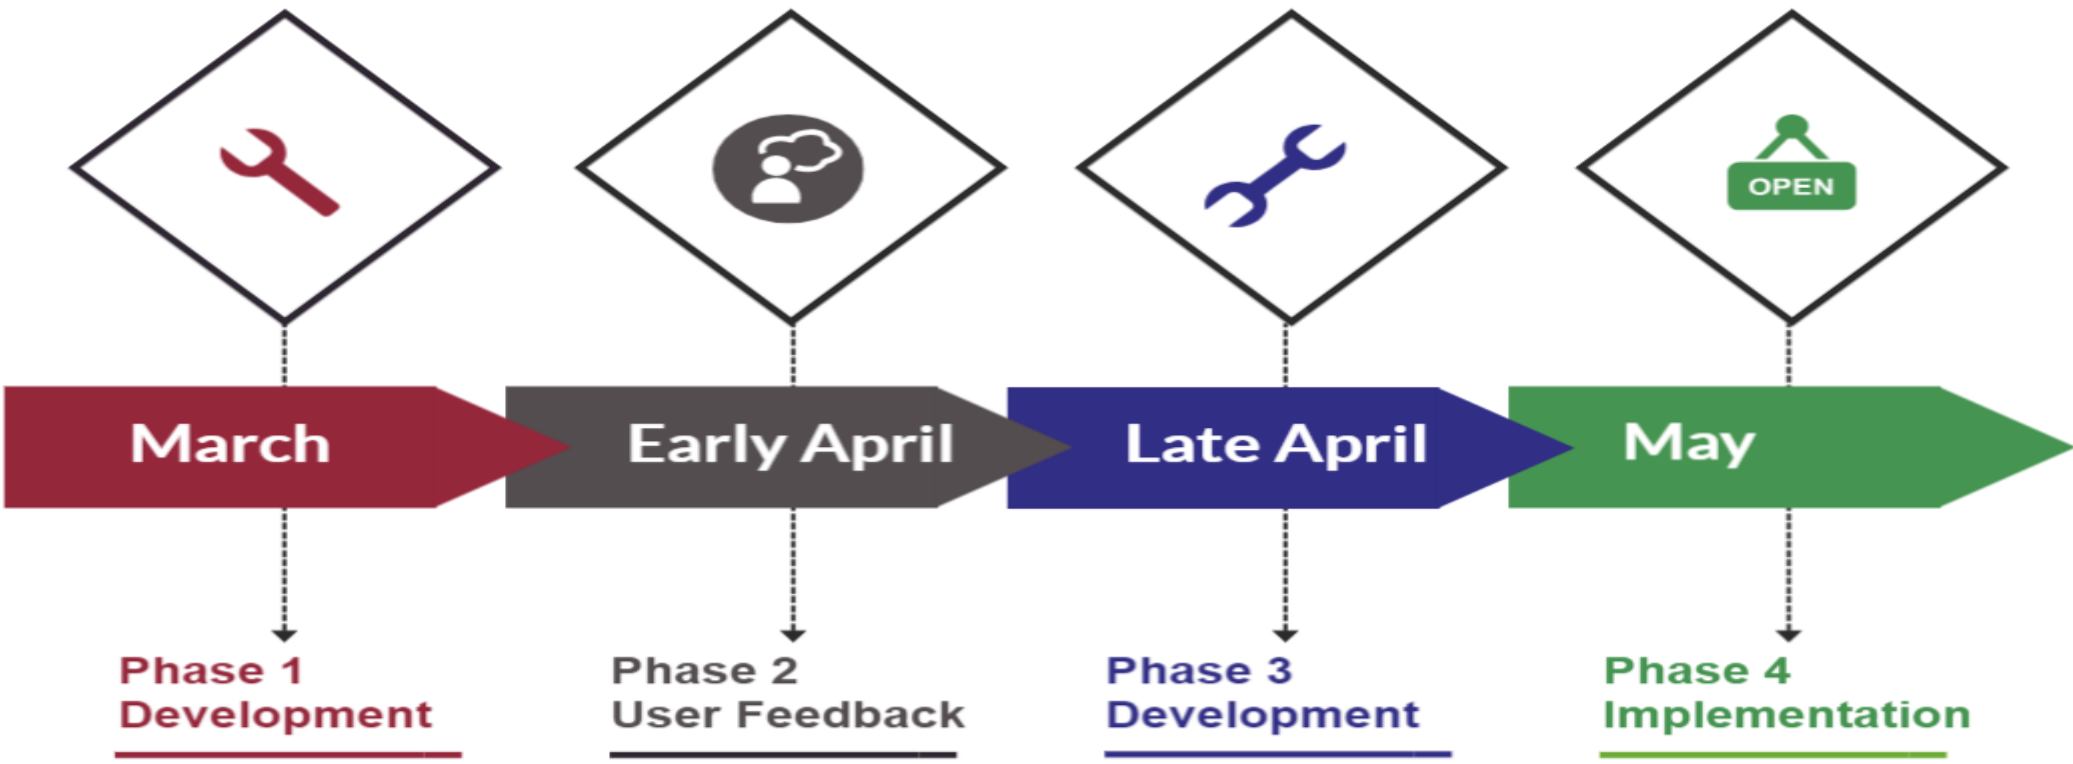 OPEN
March
Early April
Late April
May
Phase 1
Development
Phase 2
User Feedback
Phase 3
Development
Phase 4
Implementation